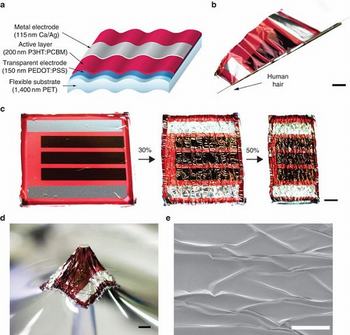 a
Metal electrode
(115 nm Ca/Ag)
Active layer
(200 nm P3HT:PCBM)
Transparent electrode
(150 nm PEDOT:PSS)
Flexible substrate
(1,400 nm PET)
b
Human
hair
c
30%
50%
d
e